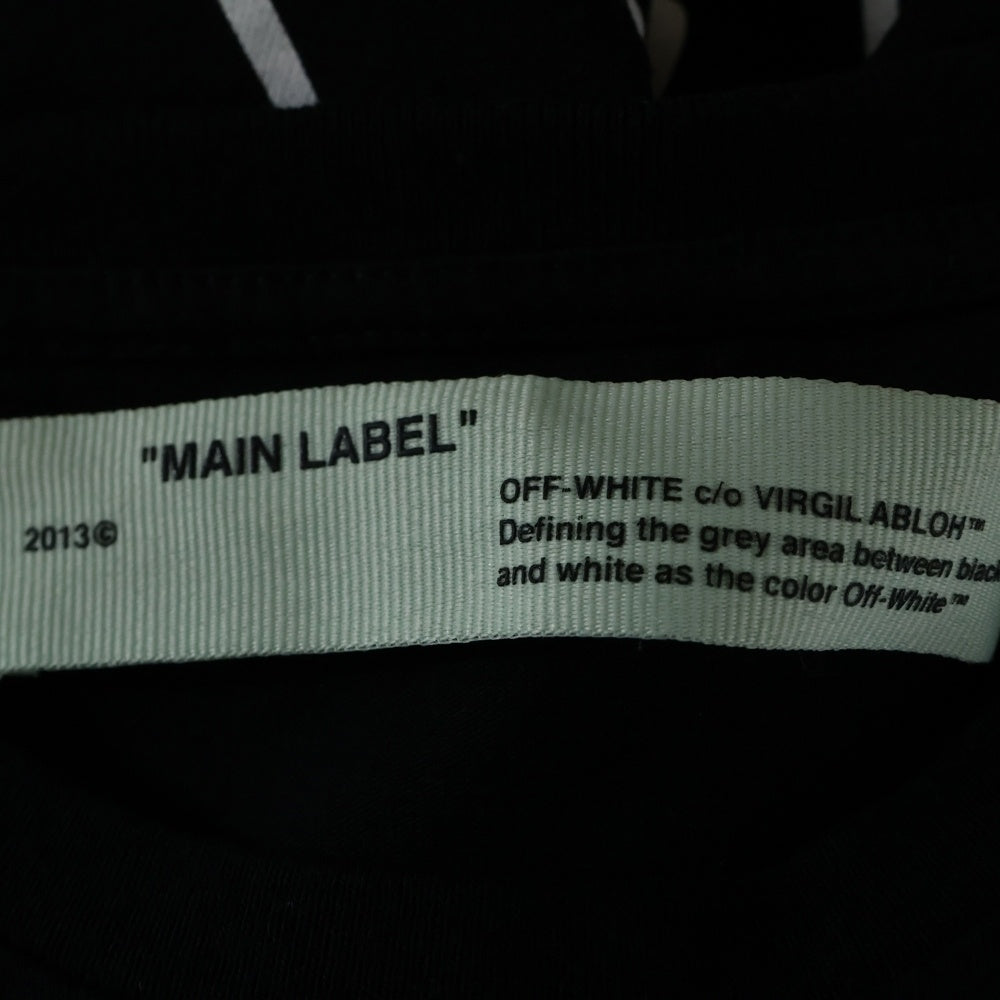 "MAIN LABEL"
2013©
OFF-WHITE c/o VIRGIL ABLOH™
Defining the grey area between black
and white as the color Off-White™